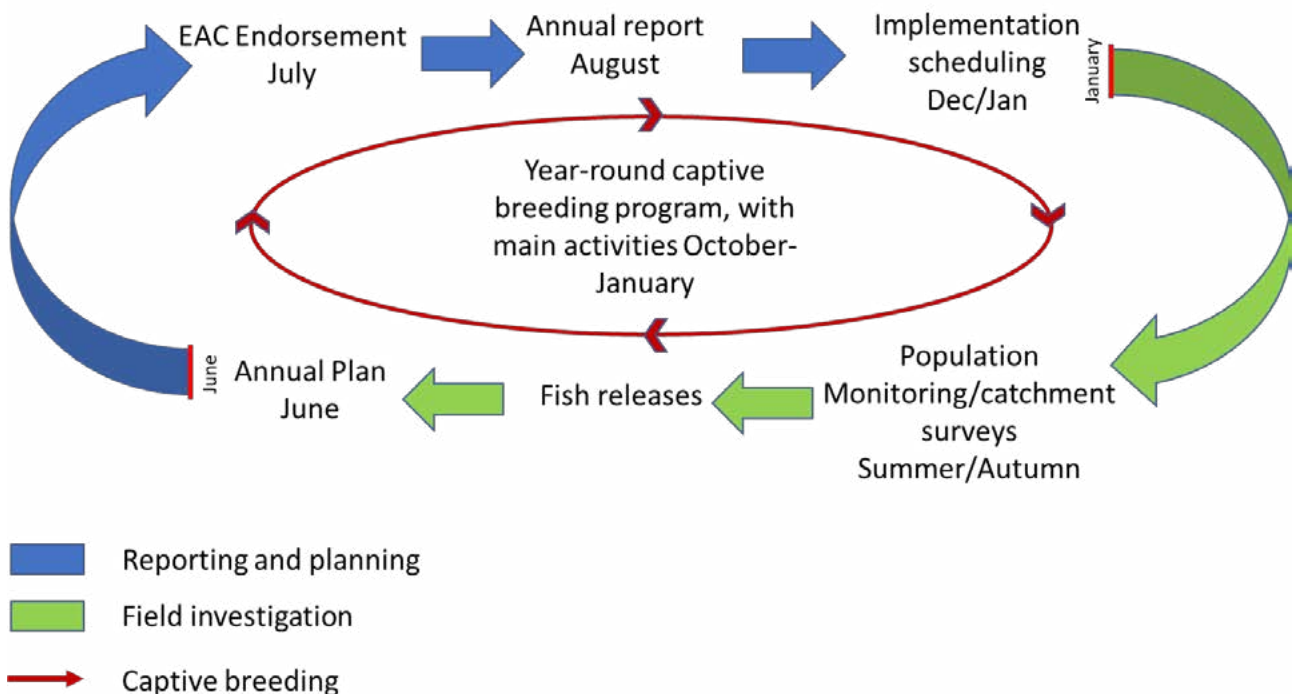 EAC Endorsement
July
Annual report
August
Implementation
scheduling
Dec/Jan
January
Year-round captive
breeding program, with
main activities October-
January
Population
Monitoring/catchment
surveys
Summer/Autumn
Fish releases
Annual Plan
June
June
Reporting and planning
Field investigation
Captive breeding